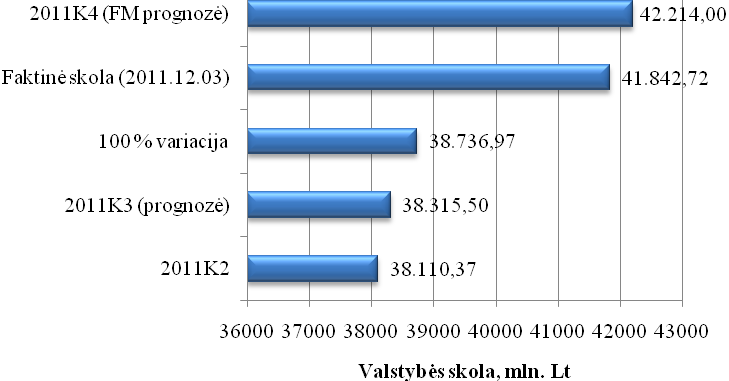 2011K4 (FM prognozė) 42.214,00
Faktinė skola (2011.12.03) 41.842,72
100 % variacija 38.736,97
2011K3 (prognozė) 38.315,50
2011K2 38.110,37
36000 37000 38000 39000 40000 41000 42000 43000
Valstybės skola, mln. Lt